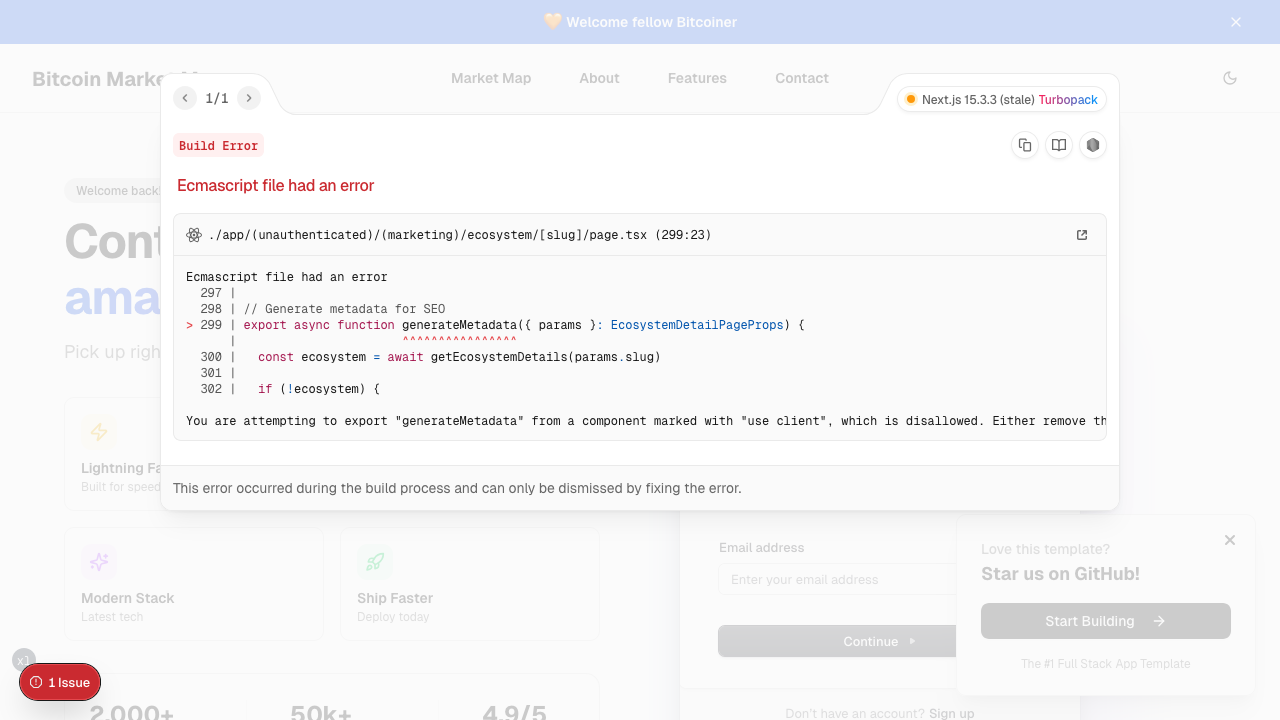 🧡 Welcome fellow Bitcoiner
Bitcoin Market M
Market Map
About
Features
Contact
1/1
Next.js 15.3.3 (stale) Turbopack
Build Error
Ecmascript file had an error
./app/(unauthenticated)/(marketing)/ecosystem/[slug]/page.tsx (299:23)
Ecmascript file had an error
297 |
298 | // Generate metadata for SEO
> 299 | export async function generateMetadata({ params }: EcosystemDetailPageProps) {
| ^^^^^^^^^^^^^^^^
300 | const ecosystem = await getEcosystemDetails(params.slug)
301 |
302 | if (!ecosystem) {
You are attempting to export "generateMetadata" from a component marked with "use client", which is disallowed. Either remove th
This error occurred during the build process and can only be dismissed by fixing the error.
Welcome back!
Cont
ama
Pick up righ
Lightning Fa
Built for speed
Modern Stack
Latest tech
Ship Faster
Deploy today
2,000+
50k+
4.9/5
Email address
Enter your email address
Continue
Don't have an account? Sign up
Love this template?
Star us on GitHub!
Start Building
The #1 Full Stack App Template
x1
1 Issue